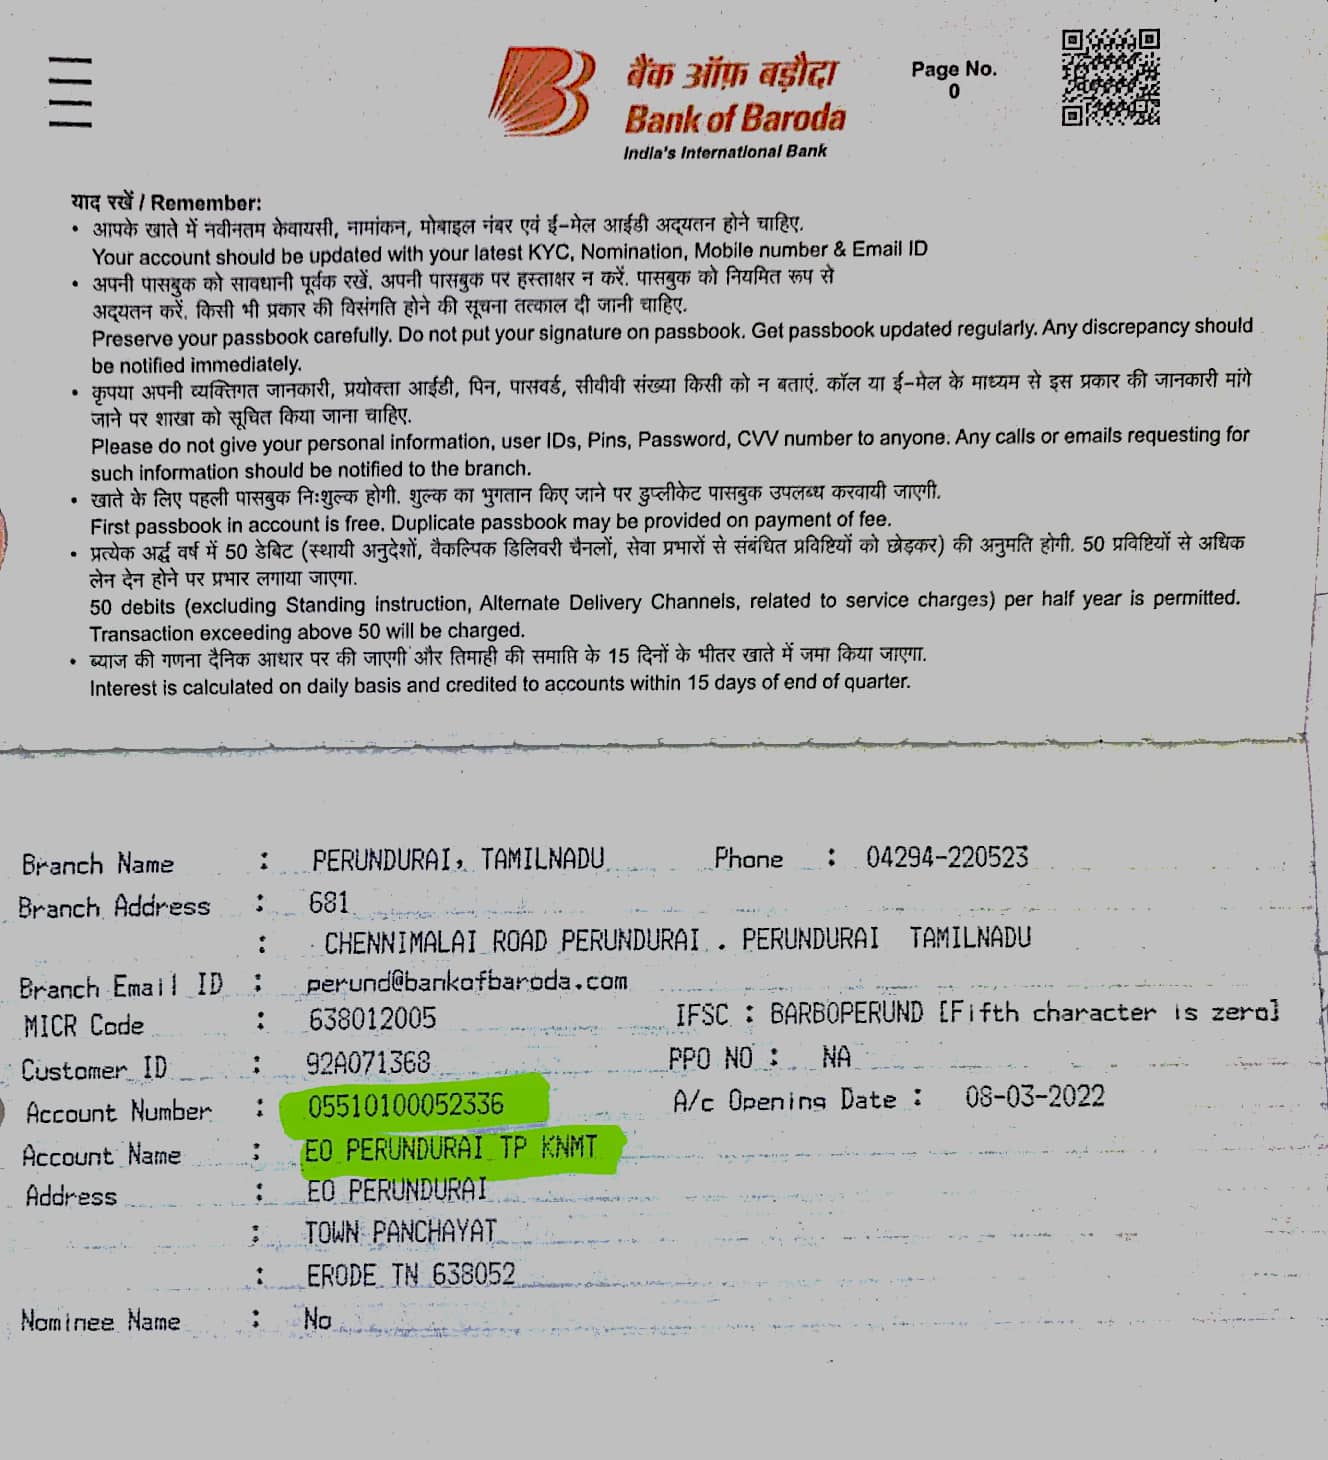 बैंक ऑफ़ बड़ौदा
Bank of Baroda
India's International Bank
Page No.
0
याद रखें / Remember:
• आपके खाते में नवीनतम केवायसी, नामांकन, मोबाइल नंबर एवं ई-मेल आईडी अद्यतन होने चाहिए.
Your account should be updated with your latest KYC, Nomination, Mobile number & Email ID
• अपनी पासबुक को सावधानी पूर्वक रखें. अपनी पासबुक पर हस्ताक्षर न करें. पासबुक को नियमित रूप से
अद्यतन करें. किसी भी प्रकार की विसंगति होने की सूचना तत्काल दी जानी चाहिए.
Preserve your passbook carefully. Do not put your signature on passbook. Get passbook updated regularly. Any discrepancy should
be notified immediately.
• कृपया अपनी व्यक्तिगत जानकारी, प्रयोक्ता आईडी, पिन, पासवर्ड, सीवीवी संख्या किसी को न बताएं. कॉल या ई-मेल के माध्यम से इस प्रकार की जानकारी मांगे
जाने पर शाखा को सूचित किया जाना चाहिए.
Please do not give your personal information, user IDs, Pins, Password, CVV number to anyone. Any calls or emails requesting for
such information should be notified to the branch.
• खाते के लिए पहली पासबुक निःशुल्क होगी. शुल्क का भुगतान किए जाने पर डुप्लीकेट पासबुक उपलब्ध करवायी जाएगी.
First passbook in account is free. Duplicate passbook may be provided on payment of fee.
• प्रत्येक अर्द्ध वर्ष में 50 डेबिट (स्थायी अनुदेशों, वैकल्पिक डिलिवरी चैनलों, सेवा प्रभारों से संबंधित प्रविष्टियों को छोड़कर) की अनुमति होगी. 50 प्रविष्टियों से अधिक
लेन देन होने पर प्रभार लगाया जाएगा.
50 debits (excluding Standing instruction, Alternate Delivery Channels, related to service charges) per half year is permitted.
Transaction exceeding above 50 will be charged.
• ब्याज की गणना दैनिक आधार पर की जाएगी और तिमाही की समाप्ति के 15 दिनों के भीतर खाते में जमा किया जाएगा.
Interest is calculated on daily basis and credited to accounts within 15 days of end of quarter.
Branch Name : PERUNDURAI, TAMILNADU Phone : 04294-220523
Branch Address : 681
: CHENNIMALAI ROAD PERUNDURAI . PERUNDURAI TAMILNADU
Branch Email ID : perund@bankofbaroda.com
MICR Code : 638012005 IFSC : BARB0PERUND [Fifth character is zero]
Customer ID : 92A071368 PPO NO : NA
Account Number : 05510100052336 A/c Opening Date : 08-03-2022
Account Name : EO PERUNDURAI TP KNMT
Address : EO PERUNDURAI
: TOWN PANCHAYAT
: ERODE TN 638052
Nominee Name : No